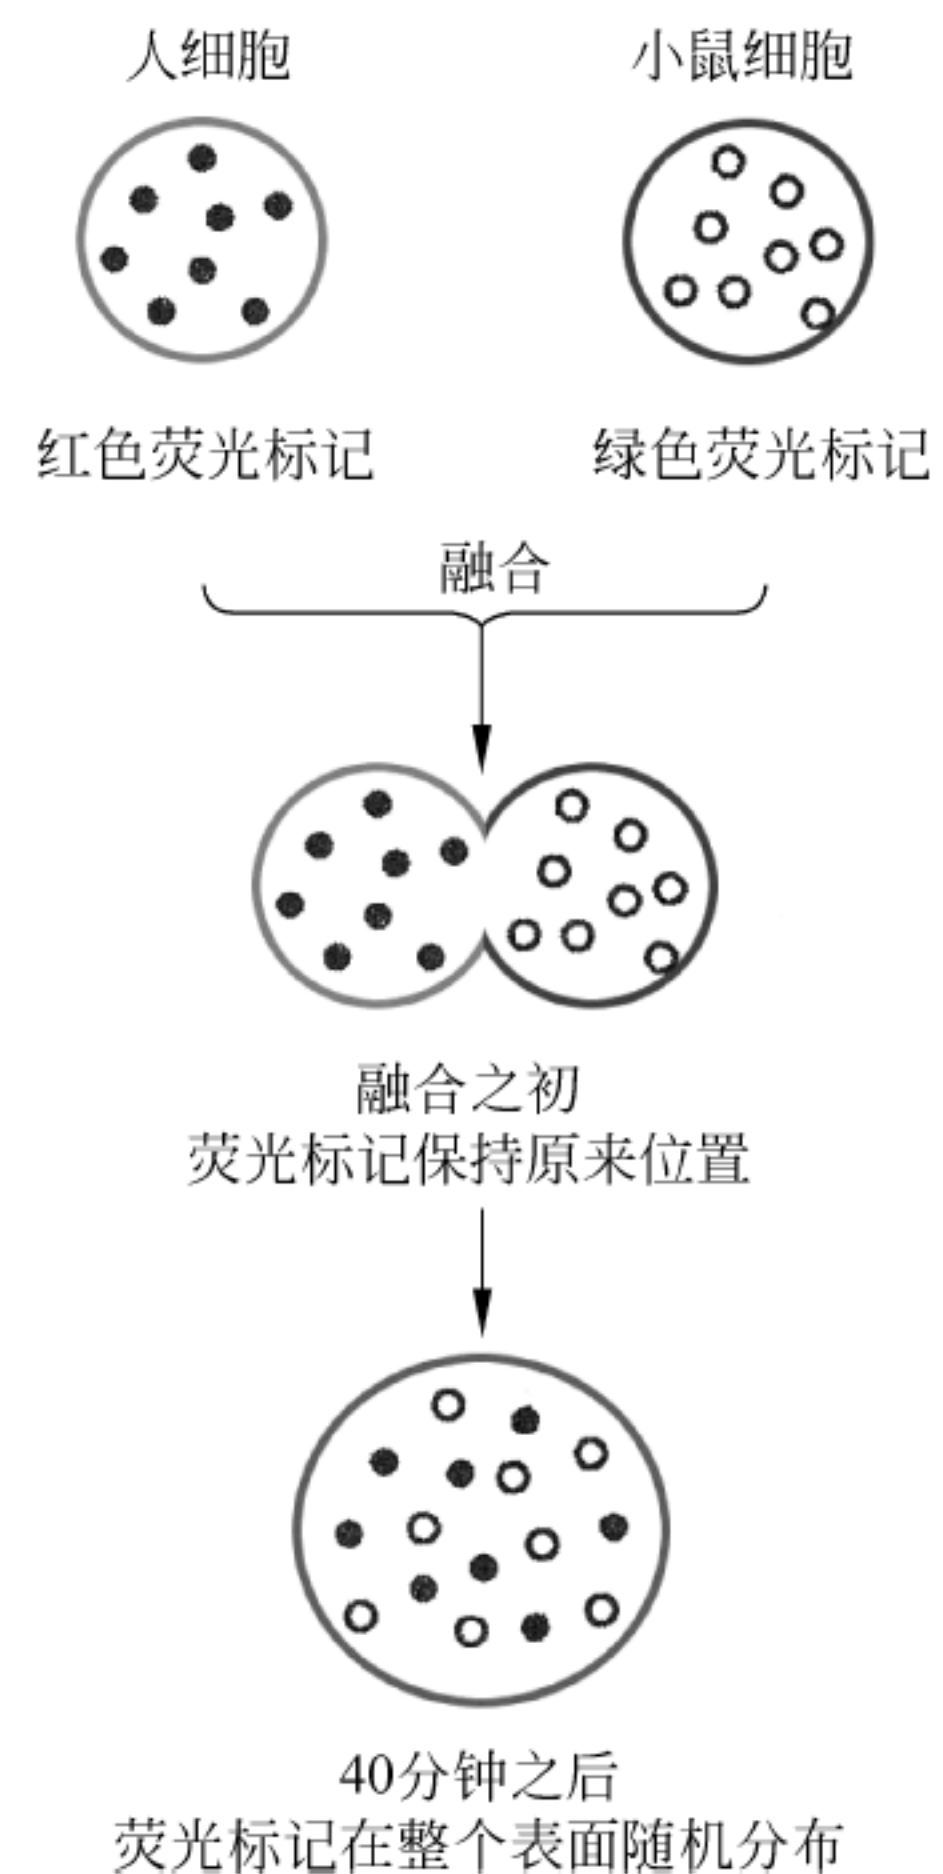 人细胞
小鼠细胞
红色荧光标记
绿色荧光标记
融合
融合之初
荧光标记保持原来位置
40分钟之后
荧光标记在整个表面随机分布